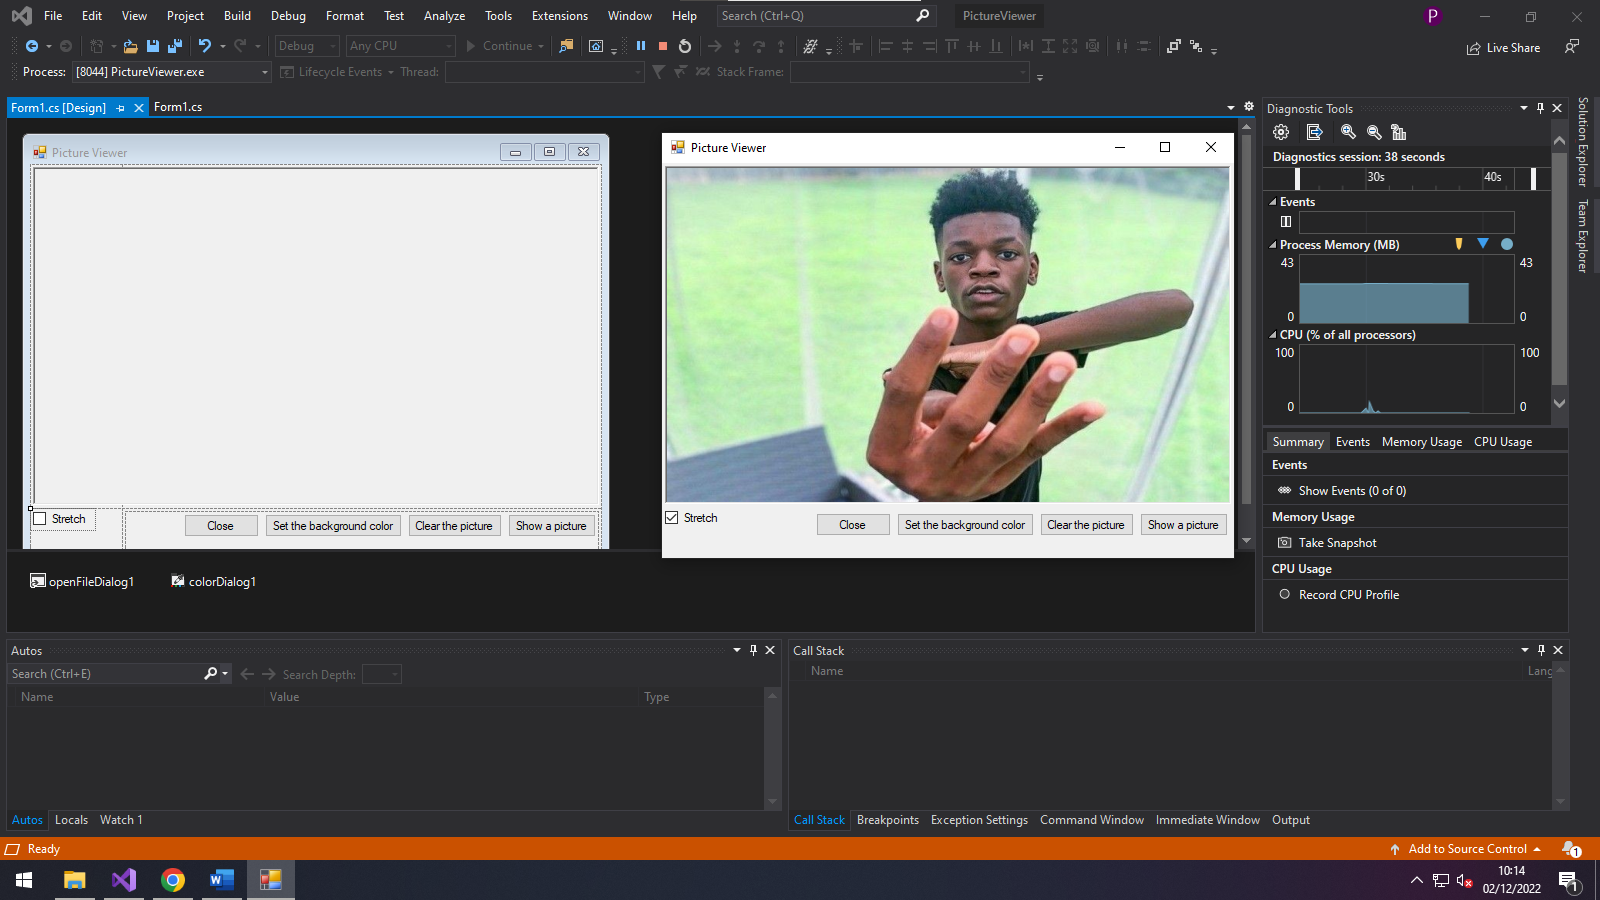 File Edit View Project Build Debug Format Test Analyze Tools Extensions Window Help Search (Ctrl+Q) PictureViewer P
Debug Any CPU Continue Live Share
Process: [8044] PictureViewer.exe Lifecycle Events Thread: Stack Frame:
Form1.cs [Design] Form1.cs
Picture Viewer
Stretch Close Set the background color Clear the picture Show a picture
Picture Viewer
Stretch Close Set the background color Clear the picture Show a picture
openFileDialog1 colorDialog1
Diagnostic Tools
Diagnostics session: 38 seconds
30s 40s
Events
Process Memory (MB)
43 43
0 0
CPU (% of all processors)
100 100
0 0
Summary Events Memory Usage CPU Usage
Events
Show Events (0 of 0)
Memory Usage
Take Snapshot
CPU Usage
Record CPU Profile
Solution Explorer
Team Explorer
Autos
Search (Ctrl+E) Search Depth:
Name Value Type
Autos Locals Watch 1
Call Stack
Name Lang
Call Stack Breakpoints Exception Settings Command Window Immediate Window Output
Ready Add to Source Control 1
10:14
02/12/2022
1